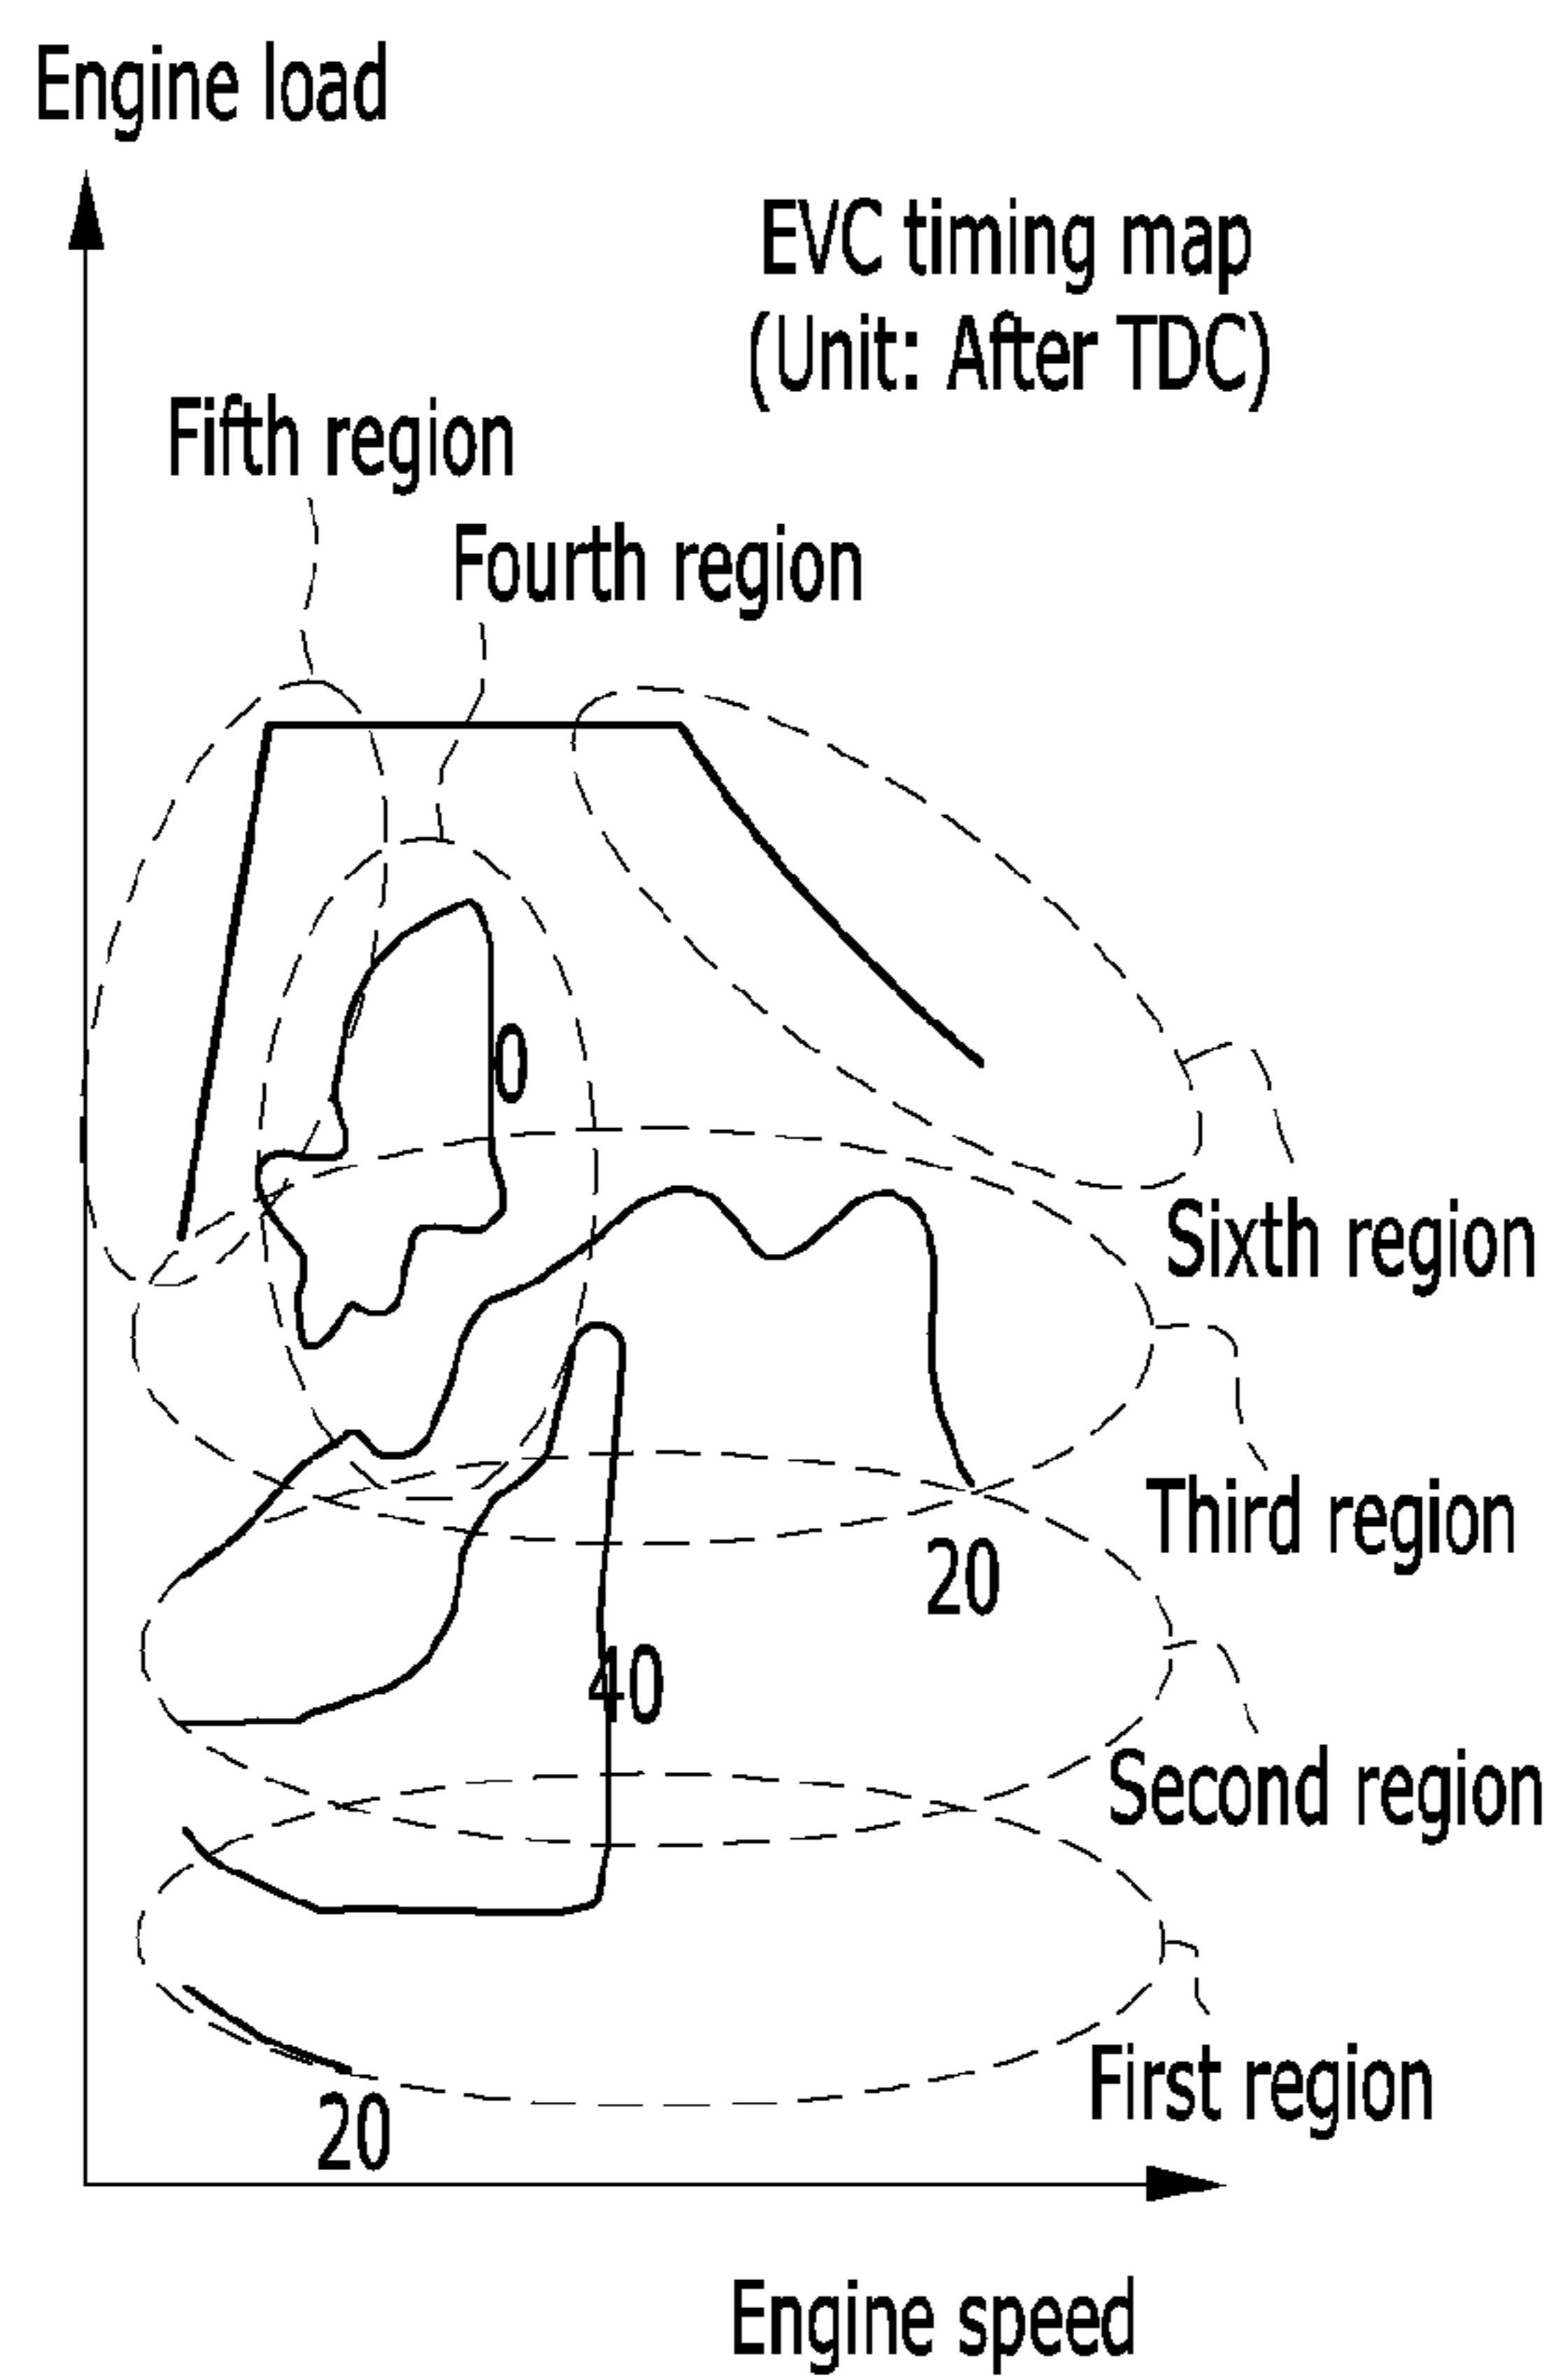 Engine load
EVC timing map
(Unit: After TDC)
Fifth region
Fourth region
0
Sixth region
Third region
20
40
Second region
First region
20
Engine speed